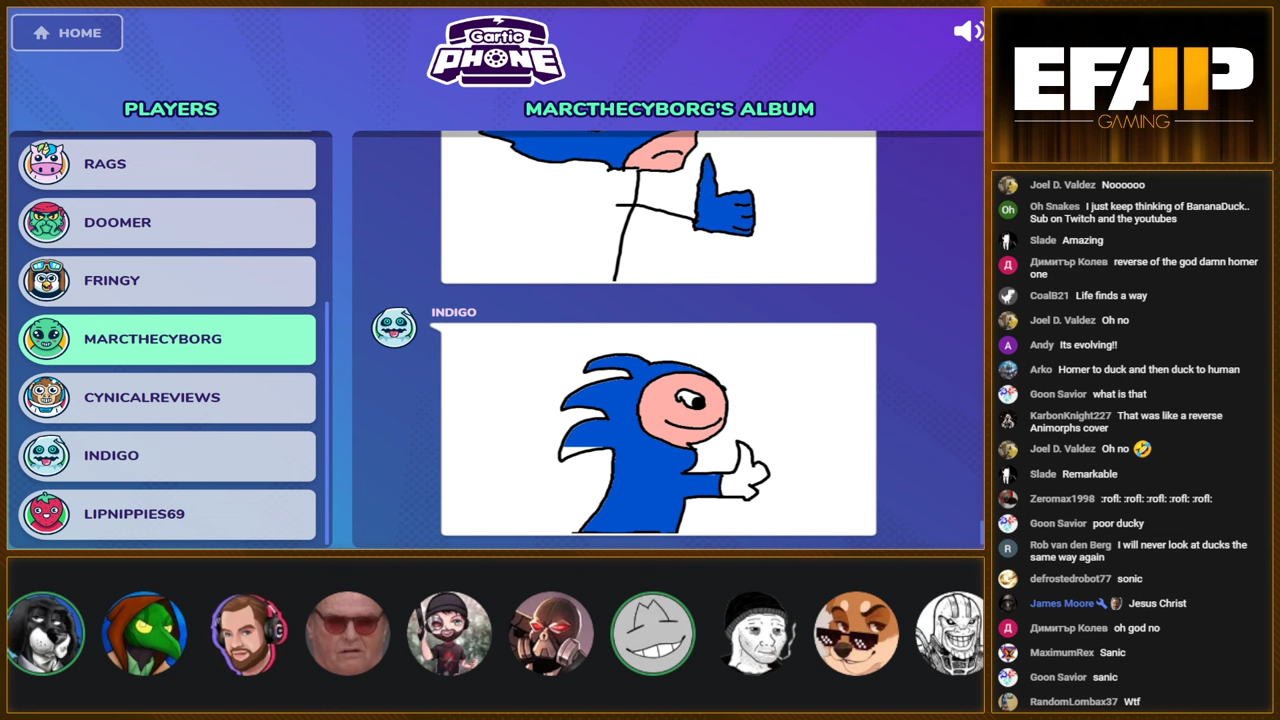 HOME
Gartic
PHONE
PLAYERS
MARCTHECYBORG'S ALBUM
RAGS
DOOMER
FRINGY
MARCTHECYBORG
CYNICALREVIEWS
INDIGO
LIPNIPPIES69
INDIGO
EFAP
GAMING
Joel D. Valdez Noooooo
Oh
Oh Snakes I just keep thinking of BananaDuck..
Sub on Twitch and the youtubes
Slade Amazing
Д
Димитър Колев reverse of the god damn homer
one
CoalB21 Life finds a way
Joel D. Valdez Oh no
A
Andy Its evolving!!
Arko Homer to duck and then duck to human
Goon Savior what is that
KarbonKnight227 That was like a reverse
Animorphs cover
Joel D. Valdez Oh no 🤣
Slade Remarkable
Zeromax1998 :rofl: :rofl: :rofl: :rofl: :rofl:
Goon Savior poor ducky
R
Rob van den Berg I will never look at ducks the
same way again
defrostedrobot77 sonic
James Moore Jesus Christ
Д
Димитър Колев oh god no
MaximumRex Sanic
Goon Savior sanic
RandomLombax37 Wtf